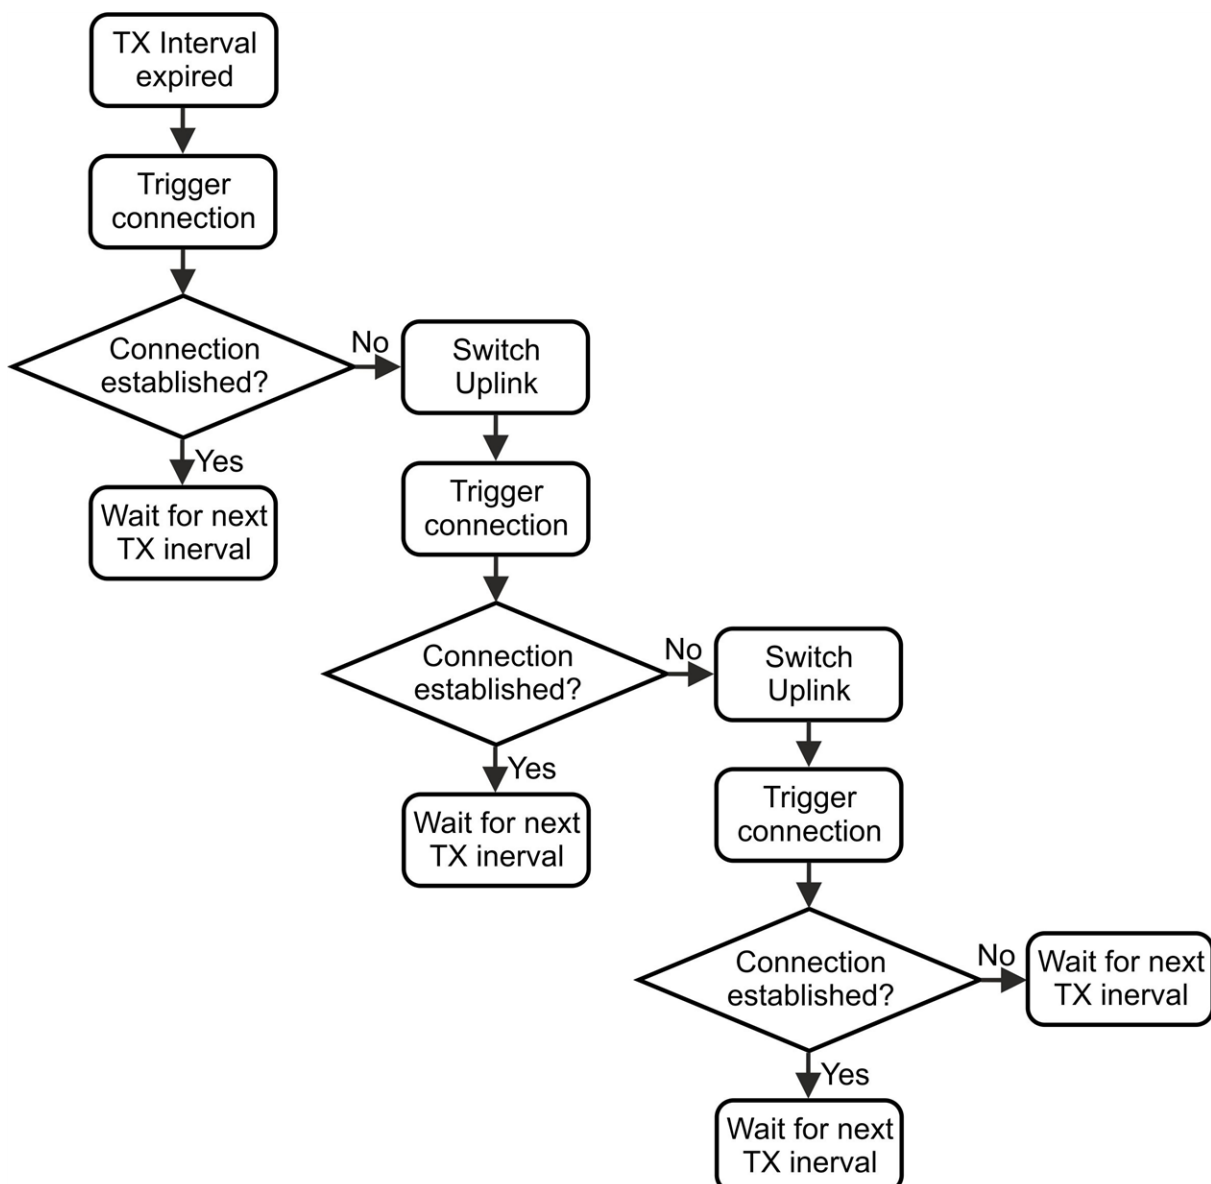 TX Interval
expired
Trigger
connection
Connection
established?
No
Switch
Uplink
Yes
Wait for next
TX inerval
Trigger
connection
Connection
established?
No
Switch
Uplink
Yes
Wait for next
TX inerval
Trigger
connection
Connection
established?
No
Wait for next
TX inerval
Yes
Wait for next
TX inerval